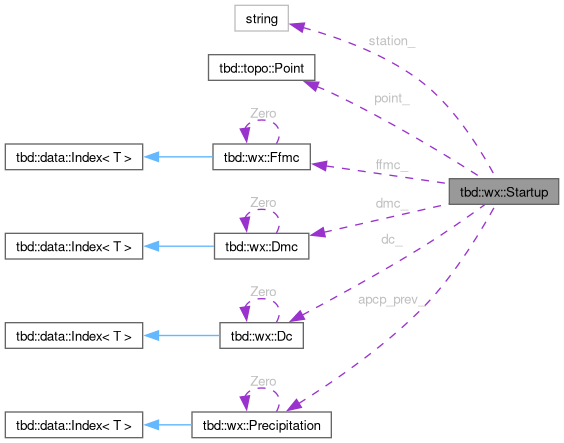 string
station_
tbd::topo::Point
point_
Zero
tbd::data::Index< T >
tbd::wx::Ffmc
ffmc_
tbd::wx::Startup
Zero
dmc_
tbd::data::Index< T >
tbd::wx::Dmc
dc_
Zero
apcp_prev_
tbd::data::Index< T >
tbd::wx::Dc
Zero
tbd::data::Index< T >
tbd::wx::Precipitation